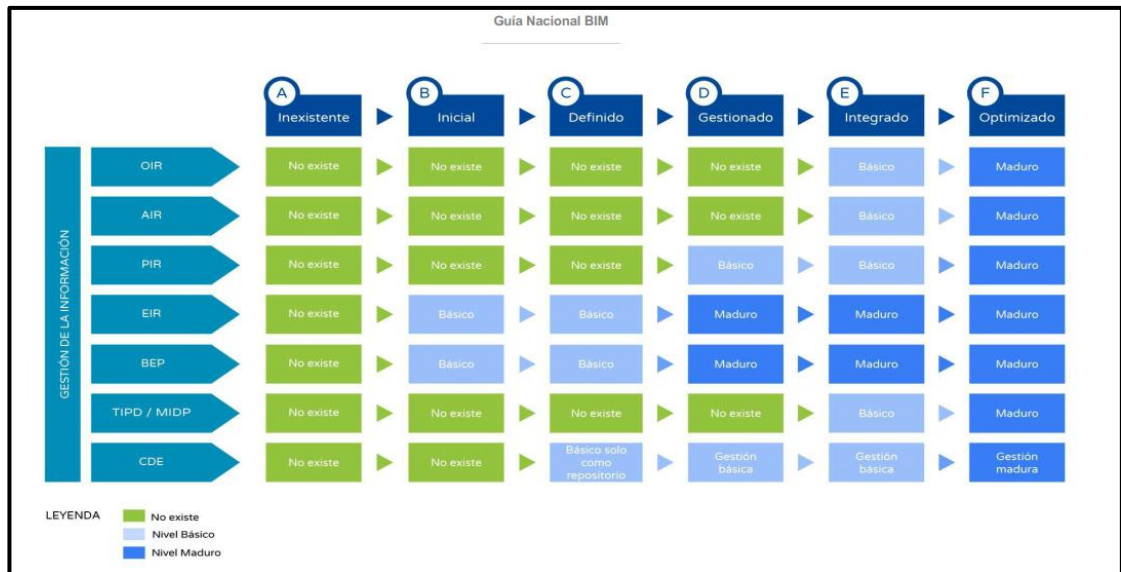 Guía Nacional BIM
A B C D E F
Inexistente Inicial Definido Gestionado Integrado Optimizado
GESTIÓN DE LA INFORMACIÓN
OIR No existe No existe No existe No existe Básico Maduro
AIR No existe No existe No existe No existe Básico Maduro
PIR No existe No existe No existe Básico Básico Maduro
EIR No existe Básico Básico Maduro Maduro Maduro
BEP No existe Básico Básico Maduro Maduro Maduro
TIPD / MIDP No existe No existe No existe No existe Básico Maduro
CDE No existe No existe Básico solo como repositorio Gestión básica Gestión básica Gestión madura
LEYENDA
No existe
Nivel Básico
Nivel Maduro